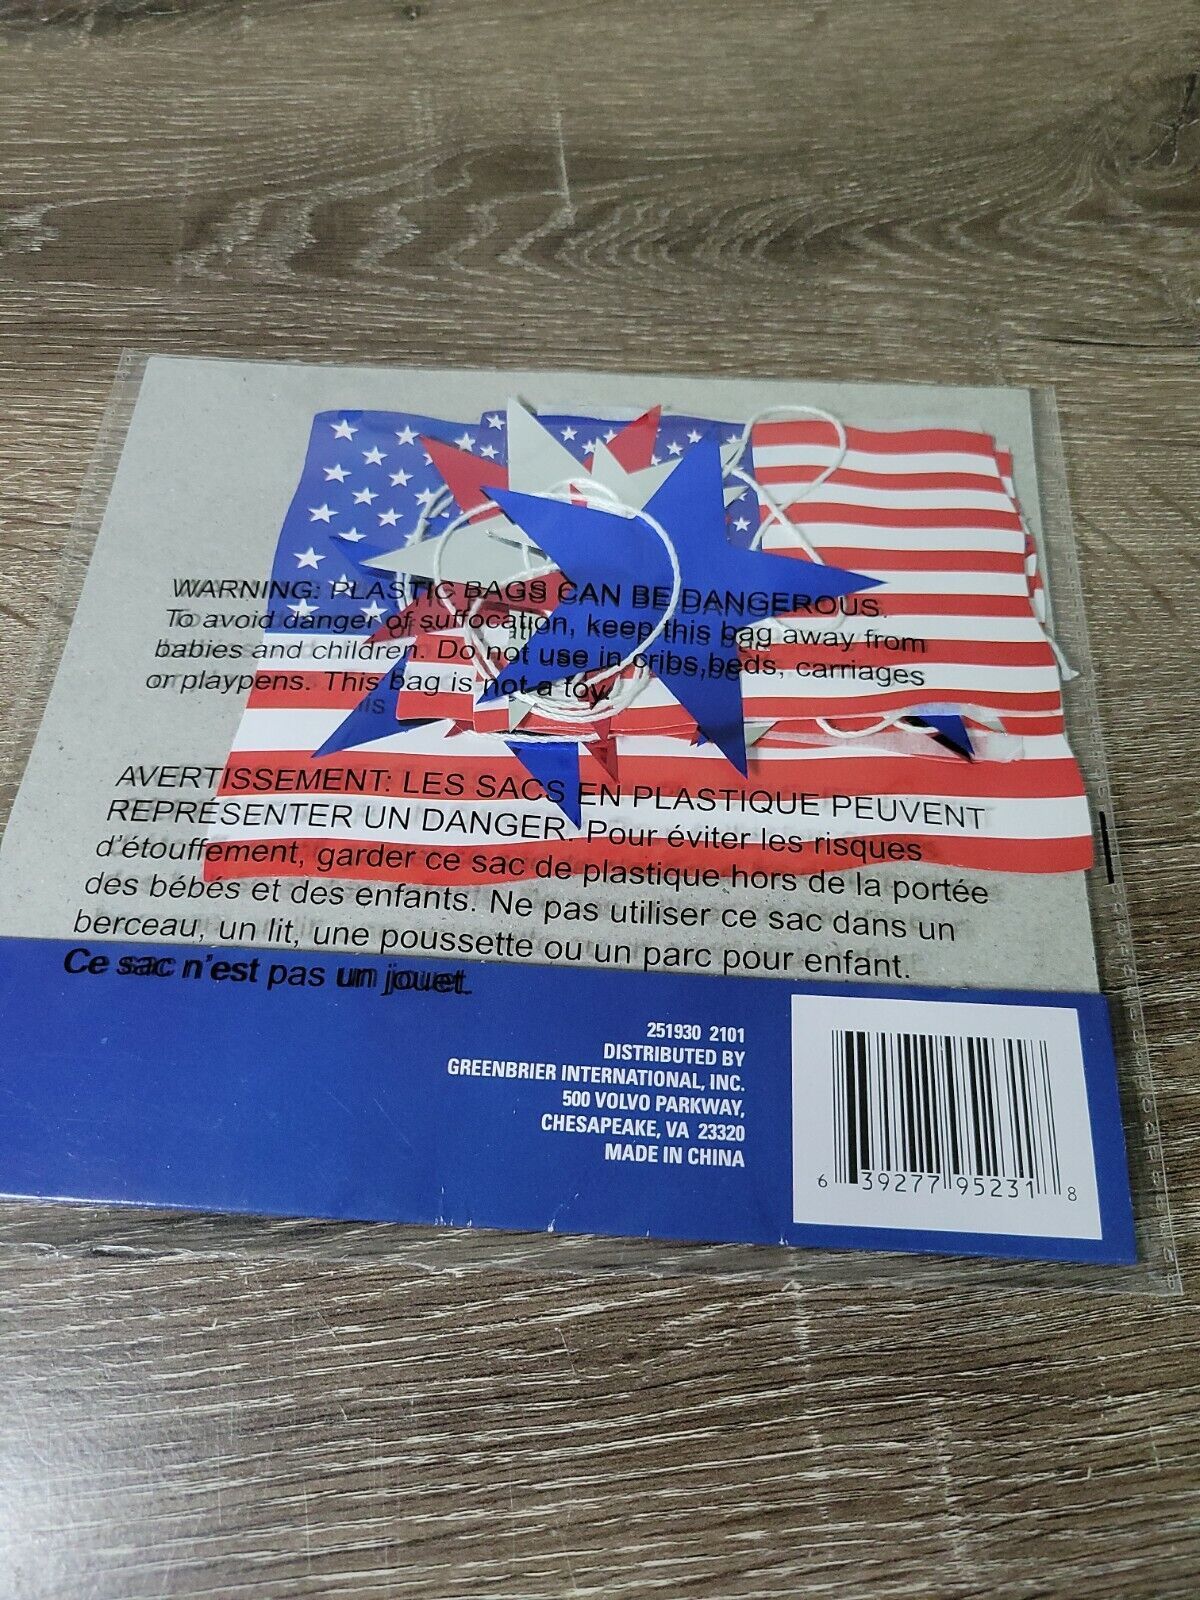 WARNING: PLASTIC BAGS CAN BE DANGEROUS.
To avoid danger of suffocation, keep this bag away from
babies and children. Do not use in cribs,beds, carriages
or playpens. This bag is not a toy.
AVERTISSEMENT: LES SACS EN PLASTIQUE PEUVENT
REPRÉSENTER UN DANGER. Pour éviter les risques
d'étouffement, garder ce sac de plastique hors de la portée
des bébés et des enfants. Ne pas utiliser ce sac dans un
berceau, un lit, une poussette ou un parc pour enfant.
Ce sac n'est pas un jouet.
251930 2101
DISTRIBUTED BY
GREENBRIER INTERNATIONAL, INC.
500 VOLVO PARKWAY,
CHESAPEAKE, VA 23320
MADE IN CHINA
6 39277 95231 8